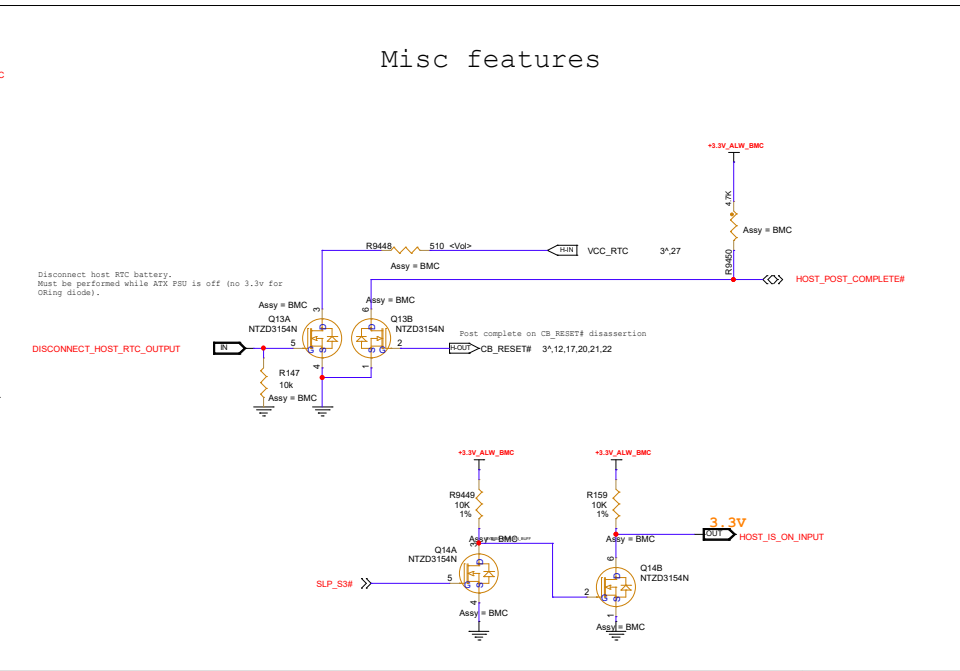 Misc features
C
+3.3V_ALW_BMC
4.7K
Assy = BMC
R9450
R9448
510 <Vol>
Assy = BMC
H-IN
VCC_RTC
3^,27
HOST_POST_COMPLETE#
Disconnect host RTC battery.
Must be performed while ATX PSU is off (no 3.3v for
ORing diode).
Assy = BMC
3
Q13A
NTZD3154N
D
G
S
5
4
Assy = BMC
6
Q13B
NTZD3154N
D
G
S
2
1
Post complete on CB_RESET# disassertion
H-OUT
CB_RESET#
3^,12,17,20,21,22
DISCONNECT_HOST_RTC_OUTPUT
IN
R147
10k
Assy = BMC
+3.3V_ALW_BMC
+3.3V_ALW_BMC
R9449
10K
1%
Assy = BMC
3
R159
10K
1%
Assy = BMC
3.3V
OUT
HOST_IS_ON_INPUT
Q14A
NTZD3154N
D
G
S
SLP_S3#
5
4
Assy = BMC
6
Q14B
NTZD3154N
D
G
S
2
1
Assy = BMC